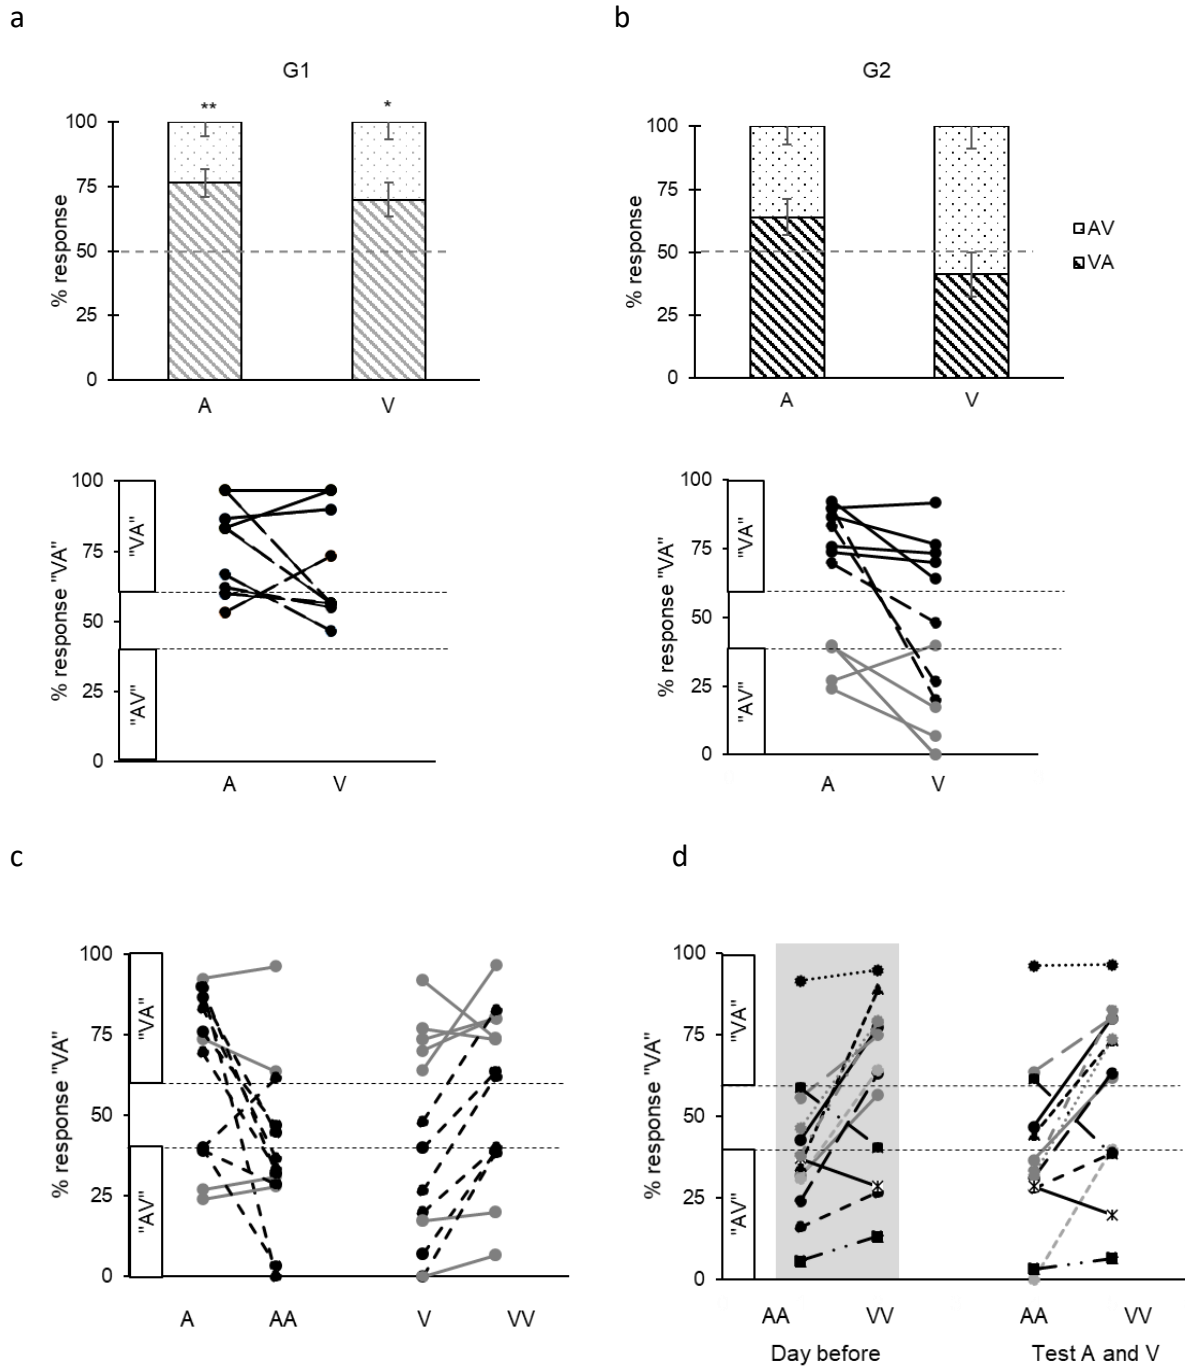 a
b
G1
G2
**
*
% response
100
75
50
25
0
A
V
% response
100
75
50
25
0
A
V
AV
VA
% response "VA"
100
75
50
25
0
"VA"
"AV"
A
V
% response "VA"
100
75
50
25
0
"VA"
"AV"
A
V
c
d
% response "VA"
100
75
50
25
0
"VA"
"AV"
A AA V VV
% response "VA"
100
75
50
25
0
"VA"
"AV"
AA VV AA VV
Day before Test A and V